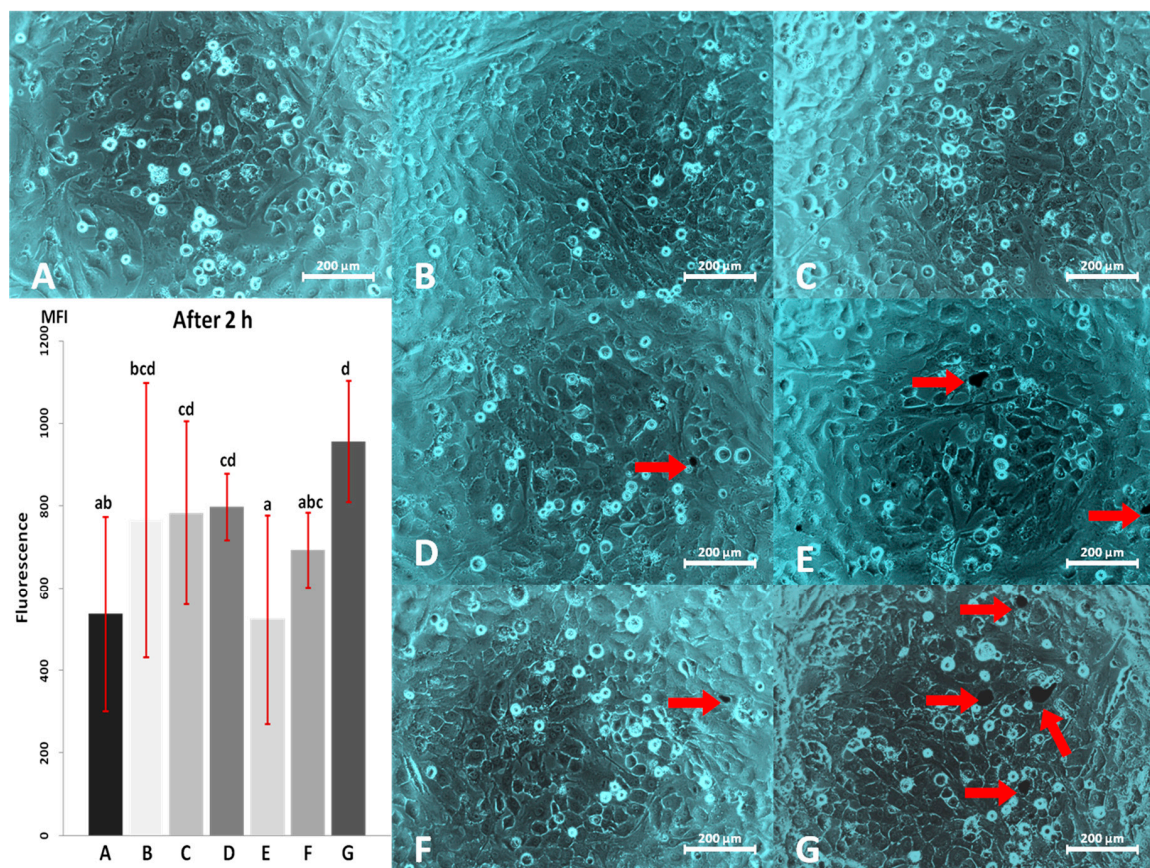 A
200 µm
B
200 µm
C
200 µm
MFI
After 2 h
1200
1000
800
600
400
200
0
Fluorescence
ab
bcd
cd
cd
a
abc
d
A B C D E F G
D
200 µm
E
200 µm
F
200 µm
G
200 µm